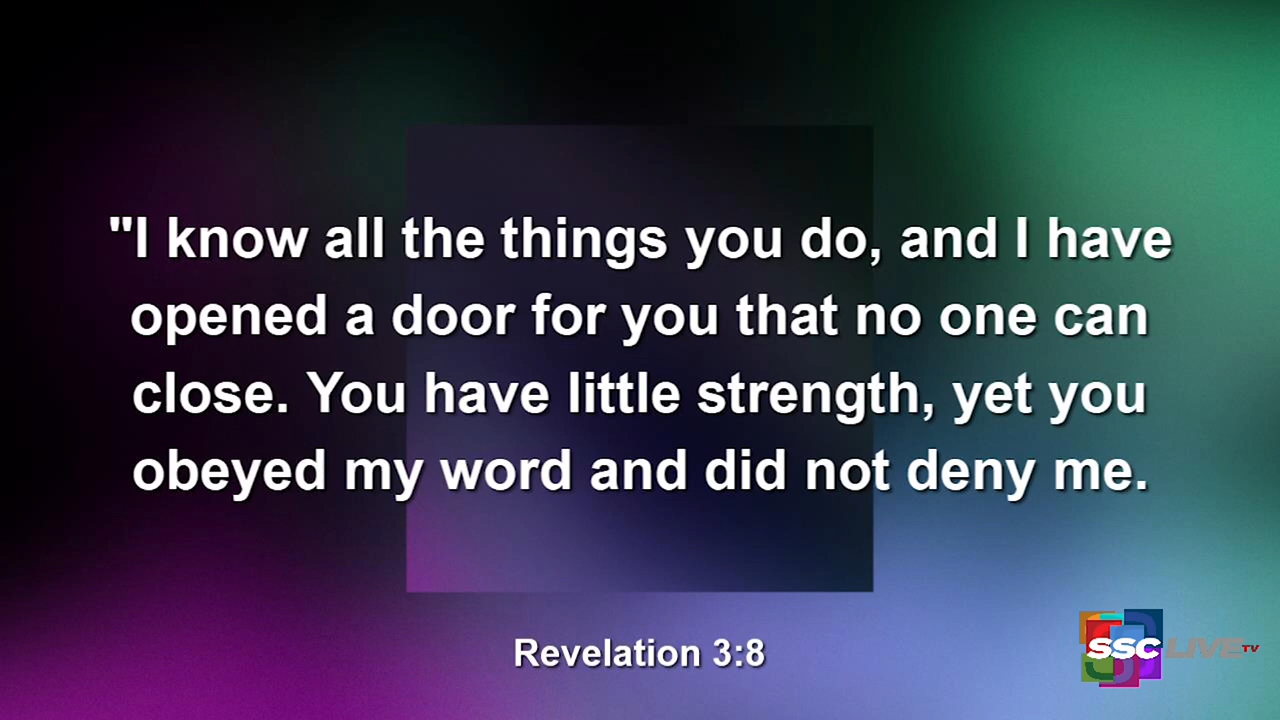 "I know all the things you do, and I have
opened a door for you that no one can
close. You have little strength, yet you
obeyed my word and did not deny me.
Revelation 3:8
SSC LIVE TV